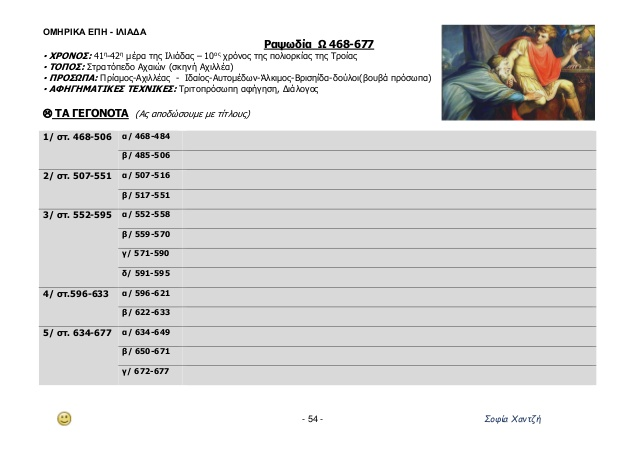 ΟΜΗΡΙΚΑ ΕΠΗ - ΙΛΙΑΔΑ
Ραψωδία Ω 468-677
• ΧΡΟΝΟΣ: 41η-42η μέρα της Ιλιάδας – 10ος χρόνος της πολιορκίας της Τροίας
• ΤΟΠΟΣ: Στρατόπεδο Αχαιών (σκηνή Αχιλλέα)
• ΠΡΟΣΩΠΑ: Πρίαμος-Αχιλλέας - Ιδαίος-Αυτομέδων-Άλκιμος-Βρισηίδα-δούλοι(βουβά πρόσωπα)
• ΑΦΗΓΗΜΑΤΙΚΕΣ ΤΕΧΝΙΚΕΣ: Τριτοπρόσωπη αφήγηση, Διάλογος
ΤΑ ΓΕΓΟΝΟΤΑ (Ας αποδώσουμε με τίτλους)
1/ στ. 468-506 α/ 468-484
β/ 485-506
2/ στ. 507-551 α/ 507-516
β/ 517-551
3/ στ. 552-595 α/ 552-558
β/ 559-570
γ/ 571-590
δ/ 591-595
4/ στ.596-633 α/ 596-621
β/ 622-633
5/ στ. 634-677 α/ 634-649
β/ 650-671
γ/ 672-677
- 54 -
Σοφία Χαντζή